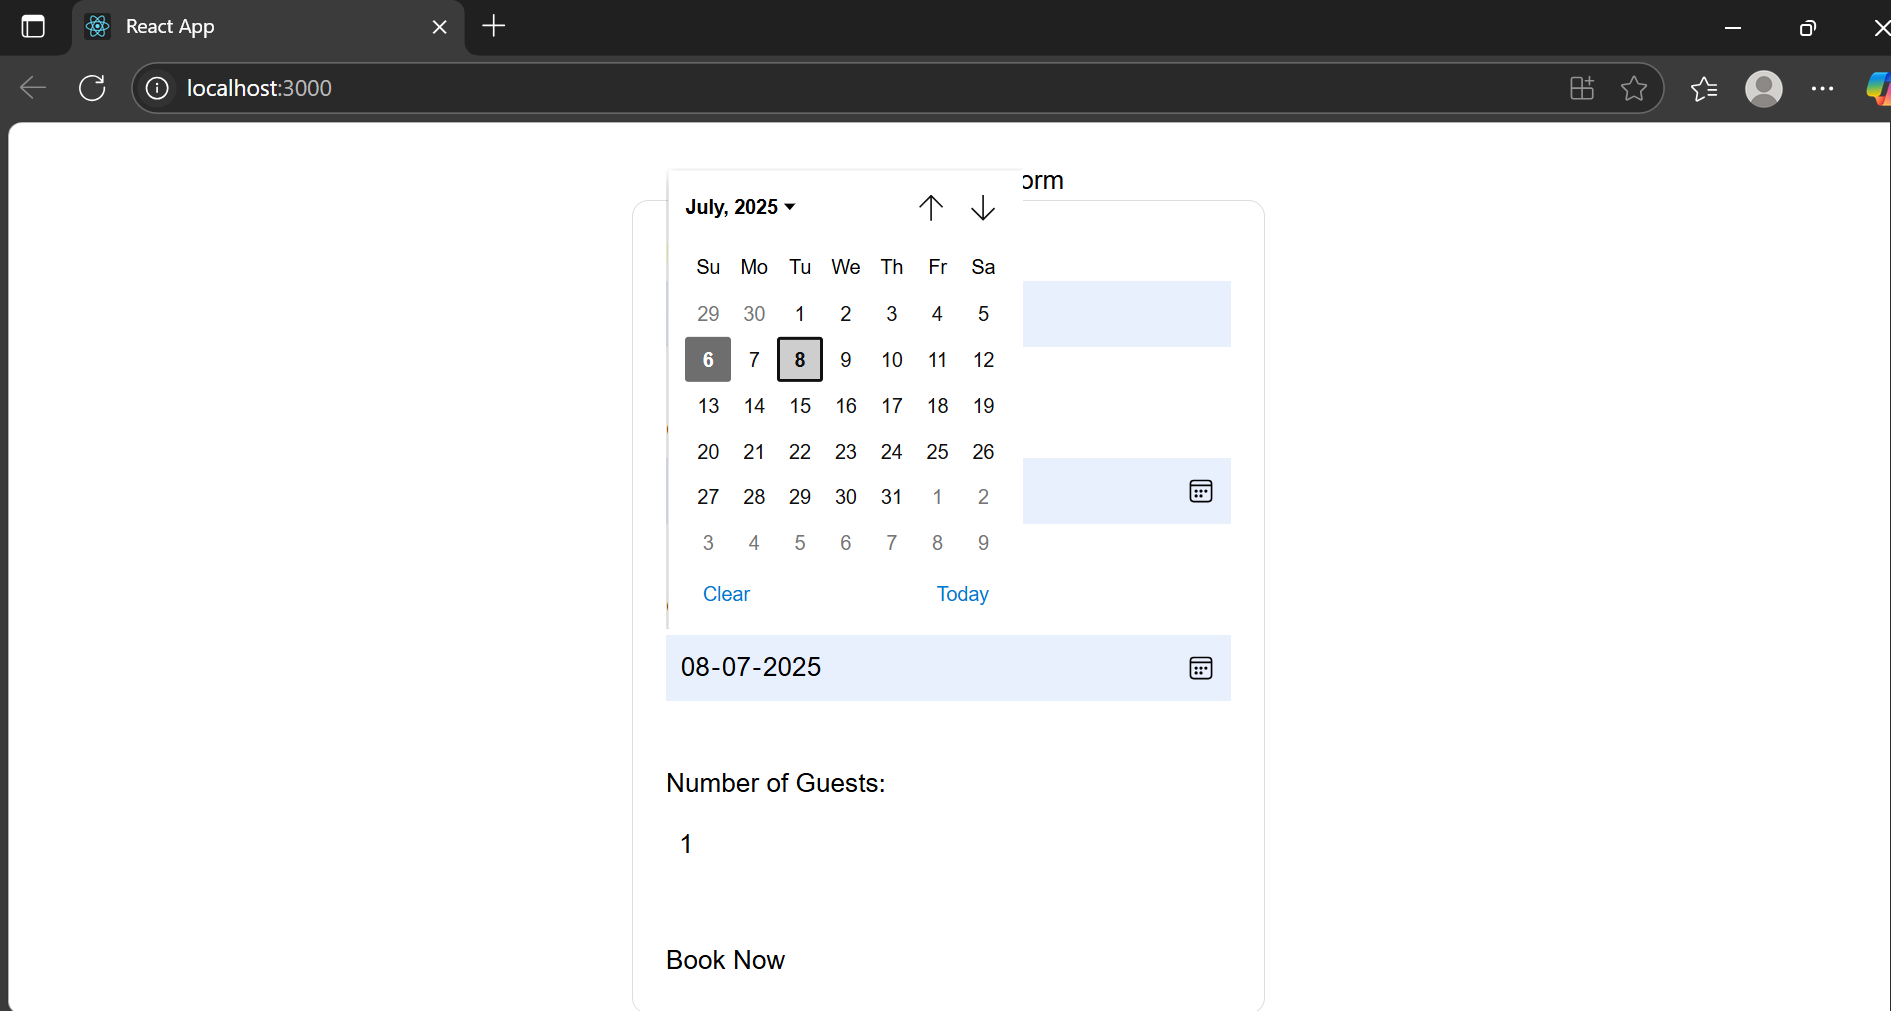 React App
localhost:3000
orm
July, 2025
Su Mo Tu We Th Fr Sa
29 30 1 2 3 4 5
6 7 8 9 10 11 12
13 14 15 16 17 18 19
20 21 22 23 24 25 26
27 28 29 30 31 1 2
3 4 5 6 7 8 9
Clear Today
08-07-2025
Number of Guests:
1
Book Now